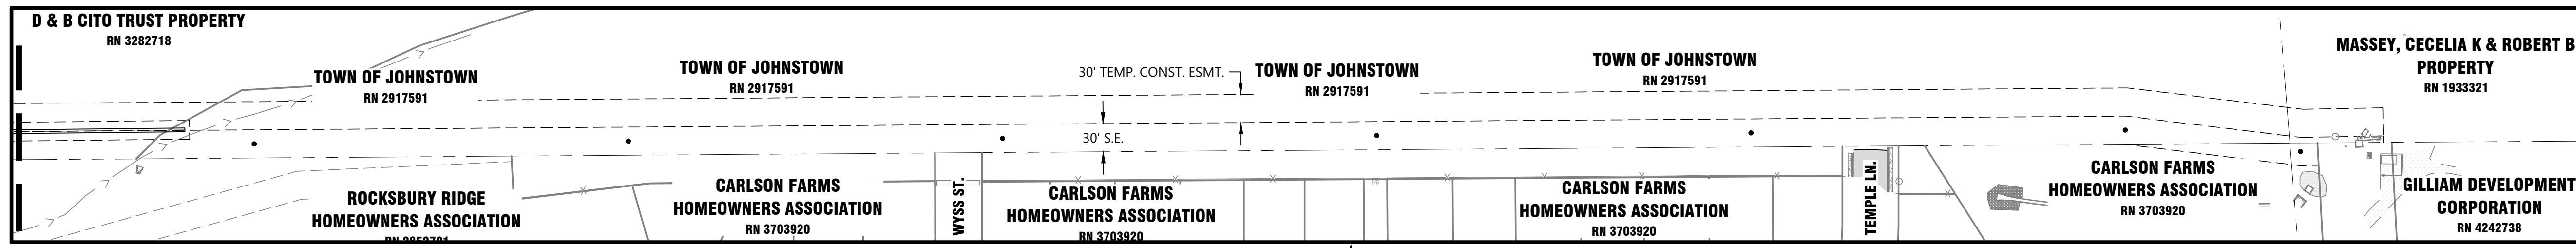 D & B CITO TRUST PROPERTY
RN 3282718
TOWN OF JOHNSTOWN
RN 2917591
TOWN OF JOHNSTOWN
RN 2917591
30' TEMP. CONST. ESMT.
TOWN OF JOHNSTOWN
RN 2917591
TOWN OF JOHNSTOWN
RN 2917591
MASSEY, CECELIA K & ROBERT B
PROPERTY
RN 1933321
30' S.E.
ROCKSBURY RIDGE
HOMEOWNERS ASSOCIATION
CARLSON FARMS
HOMEOWNERS ASSOCIATION
RN 3703920
WYSS ST.
CARLSON FARMS
HOMEOWNERS ASSOCIATION
RN 3703920
CARLSON FARMS
HOMEOWNERS ASSOCIATION
RN 3703920
TEMPLE LN.
CARLSON FARMS
HOMEOWNERS ASSOCIATION
RN 3703920
GILLIAM DEVELOPMENT
CORPORATION
RN 4242738